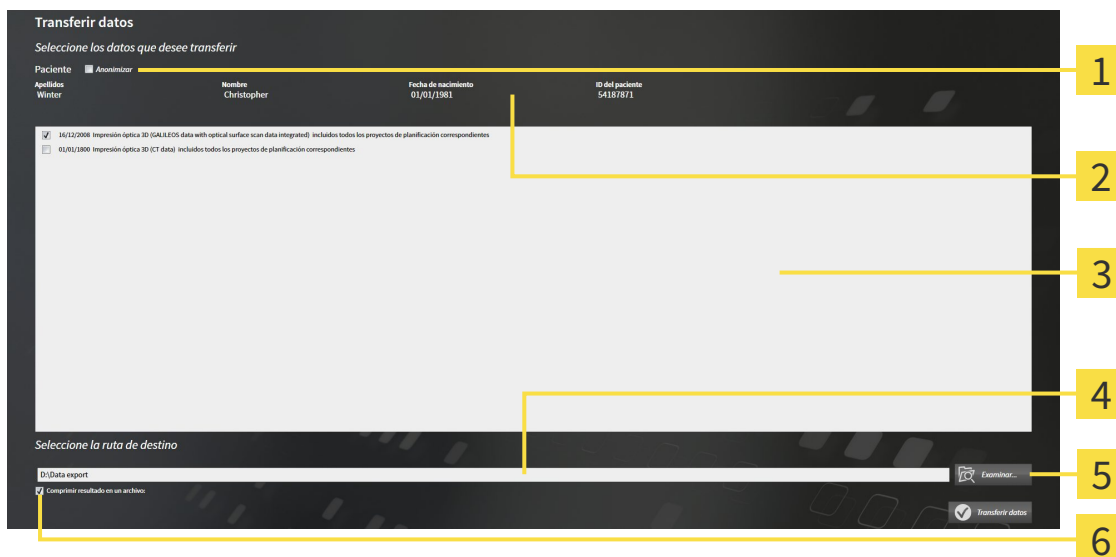 Transferir datos
Seleccione los datos que desee transferir
Paciente Anonimizar
1
Apellidos Nombre Fecha de nacimiento ID del paciente
Winter Christopher 01/01/1981 54187871
16/12/2008 Impresión óptica 3D (GALILEOS data with optical surface scan data integrated) incluidos todos los proyectos de planificación correspondientes
01/01/1800 Impresión óptica 3D (CT data) incluidos todos los proyectos de planificación correspondientes
2
3
4
Seleccione la ruta de destino
D:\Data export Examinar...
5
Comprimir resultado en un archivo:
Transferir datos
6